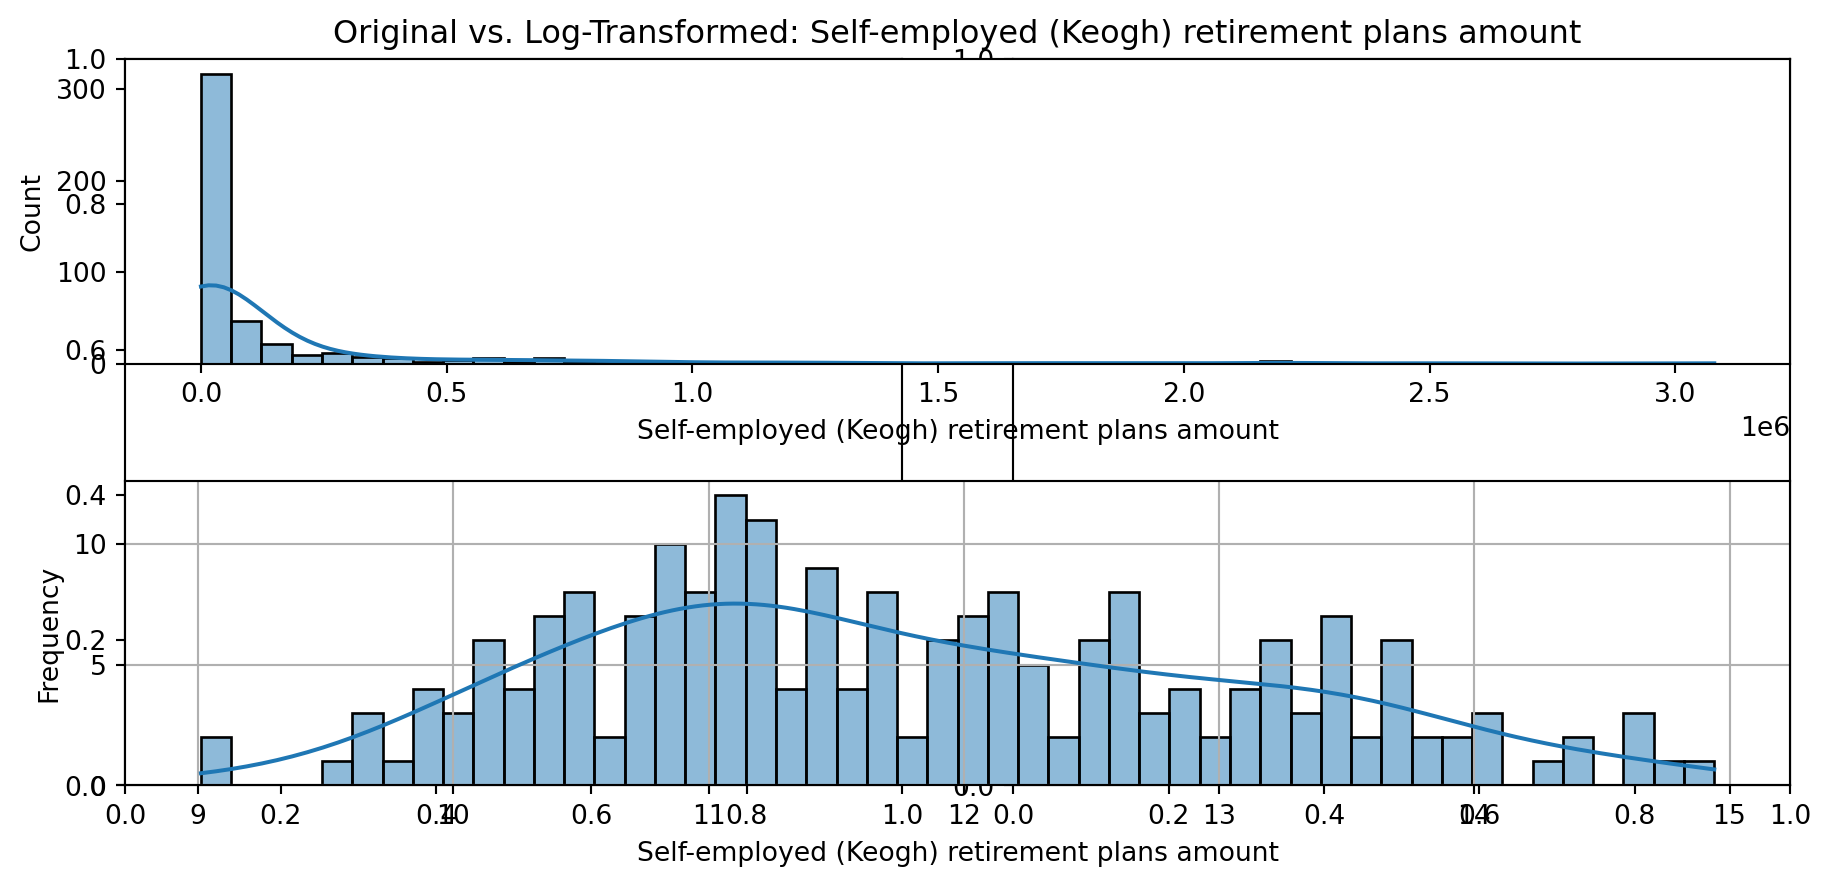 Original vs. Log-Transformed: Self-employed (Keogh) retirement plans amount
1.0
1.0
300
200
0.8
100
0.6
0
Count
0.0 0.5 1.0 1.5 2.0 2.5 3.0
1e6
Self-employed (Keogh) retirement plans amount
0.4
10
0.2
5
0.0
0.0
Frequency
0.0 9 0.2 0.4 10 0.6 11 0.8 1.0 12 0.0 0.2 13 0.4 14 0.6 0.8 15 1.0
Self-employed (Keogh) retirement plans amount